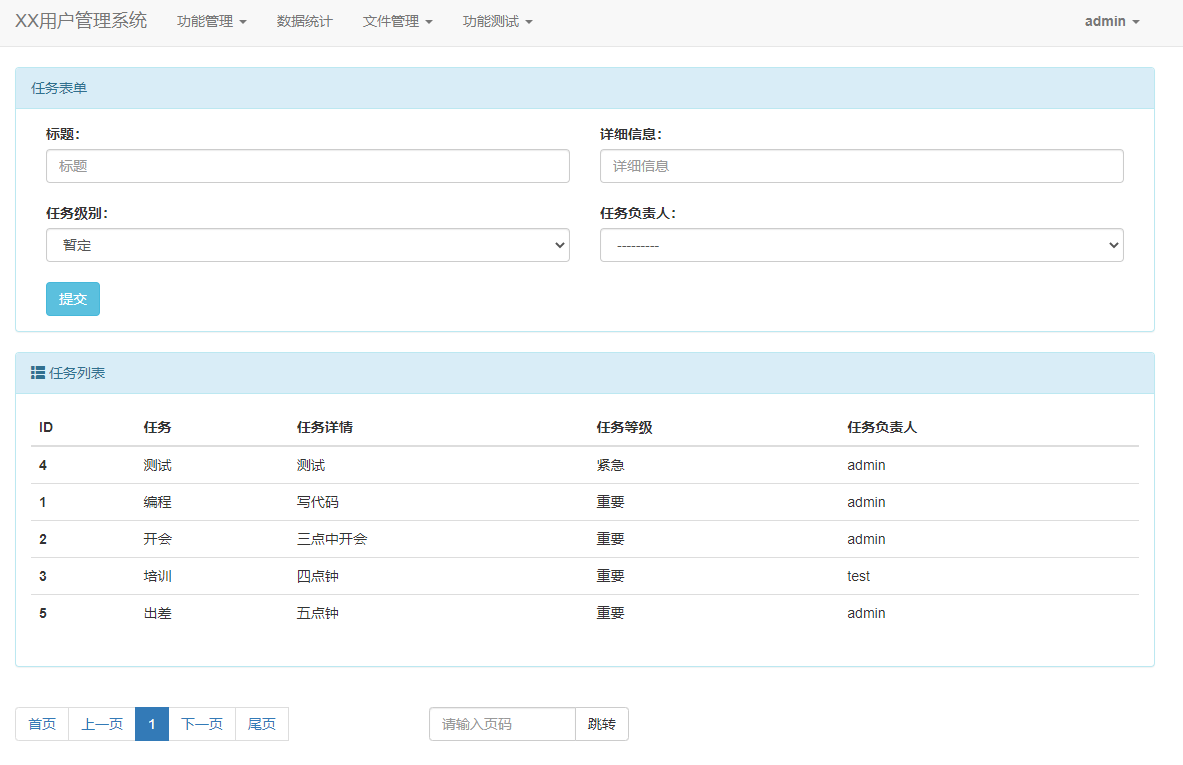 XX用户管理系统 功能管理 数据统计 文件管理 功能测试 admin
任务表单
标题： 详细信息：
标题 详细信息
任务级别： 任务负责人：
暂定 ---------
提交
任务列表
ID 任务 任务详情 任务等级 任务负责人
4 测试 测试 紧急 admin
1 编程 写代码 重要 admin
2 开会 三点中开会 重要 admin
3 培训 四点钟 重要 test
5 出差 五点钟 重要 admin
首页 上一页 1 下一页 尾页 请输入页码 跳转